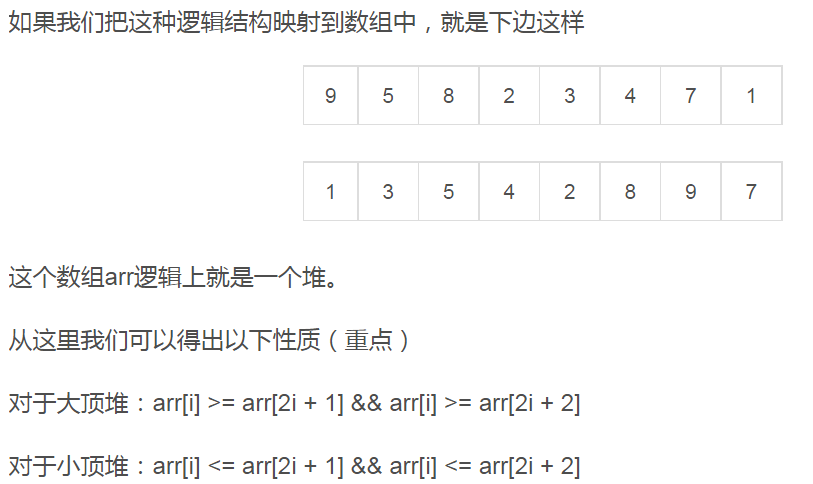 如果我们把这种逻辑结构映射到数组中，就是下边这样
9 5 8 2 3 4 7 1
1 3 5 4 2 8 9 7
这个数组arr逻辑上就是一个堆。
从这里我们可以得出以下性质（重点）
对于大顶堆：arr[i] >= arr[2i + 1] && arr[i] >= arr[2i + 2]
对于小顶堆：arr[i] <= arr[2i + 1] && arr[i] <= arr[2i + 2]